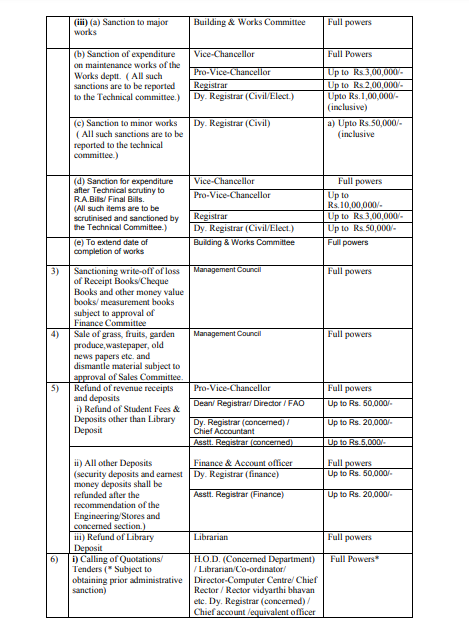 (iii) (a) Sanction to major
works
Building & Works Committee
Full powers
(b) Sanction of expenditure
on maintenance works of the
Works deptt. ( All such
sanctions are to be reported
to the Technical committee.)
Vice-Chancellor
Full Powers
Pro-Vice-Chancellor
Up to Rs.3,00,000/-
Registrar
Up to Rs.2,00,000/-
Dy. Registrar (Civil/Elect.)
Upto Rs.1,00,000/-
(inclusive)
(c) Sanction to minor works
( All such sanctions are to be
reported to the technical
committee.)
Dy. Registrar (Civil)
a) Upto Rs.50,000/-
(inclusive
(d) Sanction for expenditure
after Technical scrutiny to
R.A.Bills/ Final Bills.
(All such items are to be
scrutinised and sanctioned by
the Technical Committee.)
Vice-Chancellor
Full powers
Pro-Vice-Chancellor
Up to
Rs.10,00,000/-
Registrar
Up to Rs.3,00,000/-
Dy. Registrar (Civil/Elect.)
Up to Rs.50,000/-
(e) To extend date of
completion of works
Building & Works Committee
Full powers
3)
Sanctioning write-off of loss
of Receipt Books/Cheque
Books and other money value
books/ measurement books
subject to approval of
Finance Committee
Management Council
Full powers
4)
Sale of grass, fruits, garden
produce,wastepaper, old
news papers etc. and
dismantle material subject to
approval of Sales Committee.
Management Council
Full powers
5)
Refund of revenue receipts
and deposits
i) Refund of Student Fees &
Deposits other than Library
Deposit
Pro-Vice-Chancellor
Full powers
Dean/ Registrar/ Director / FAO
Up to Rs. 50,000/-
Dy. Registrar (concerned) /
Chief Accountant
Up to Rs. 20,000/-
Asstt. Registrar (concerned)
Up to Rs.5,000/-
ii) All other Deposits
(security deposits and earnest
money deposits shall be
refunded after the
recommendation of the
Engineering/Stores and
concerned section.)
Finance & Account officer
Full powers
Dy. Registrar (finance)
Up to Rs. 50,000/-
Asstt. Registrar (Finance)
Up to Rs. 20,000/-
iii) Refund of Library
Deposit
Librarian
Full powers
6)
i) Calling of Quotations/
Tenders (* Subject to
obtaining prior administrative
sanction)
H.O.D. (Concerned Department)
/ Librarian/Co-ordinator/
Director-Computer Centre/ Chief
Rector / Rector vidyarthi bhavan
etc. Dy. Registrar (concerned) /
Chief account /equivalent officer
Full Powers*